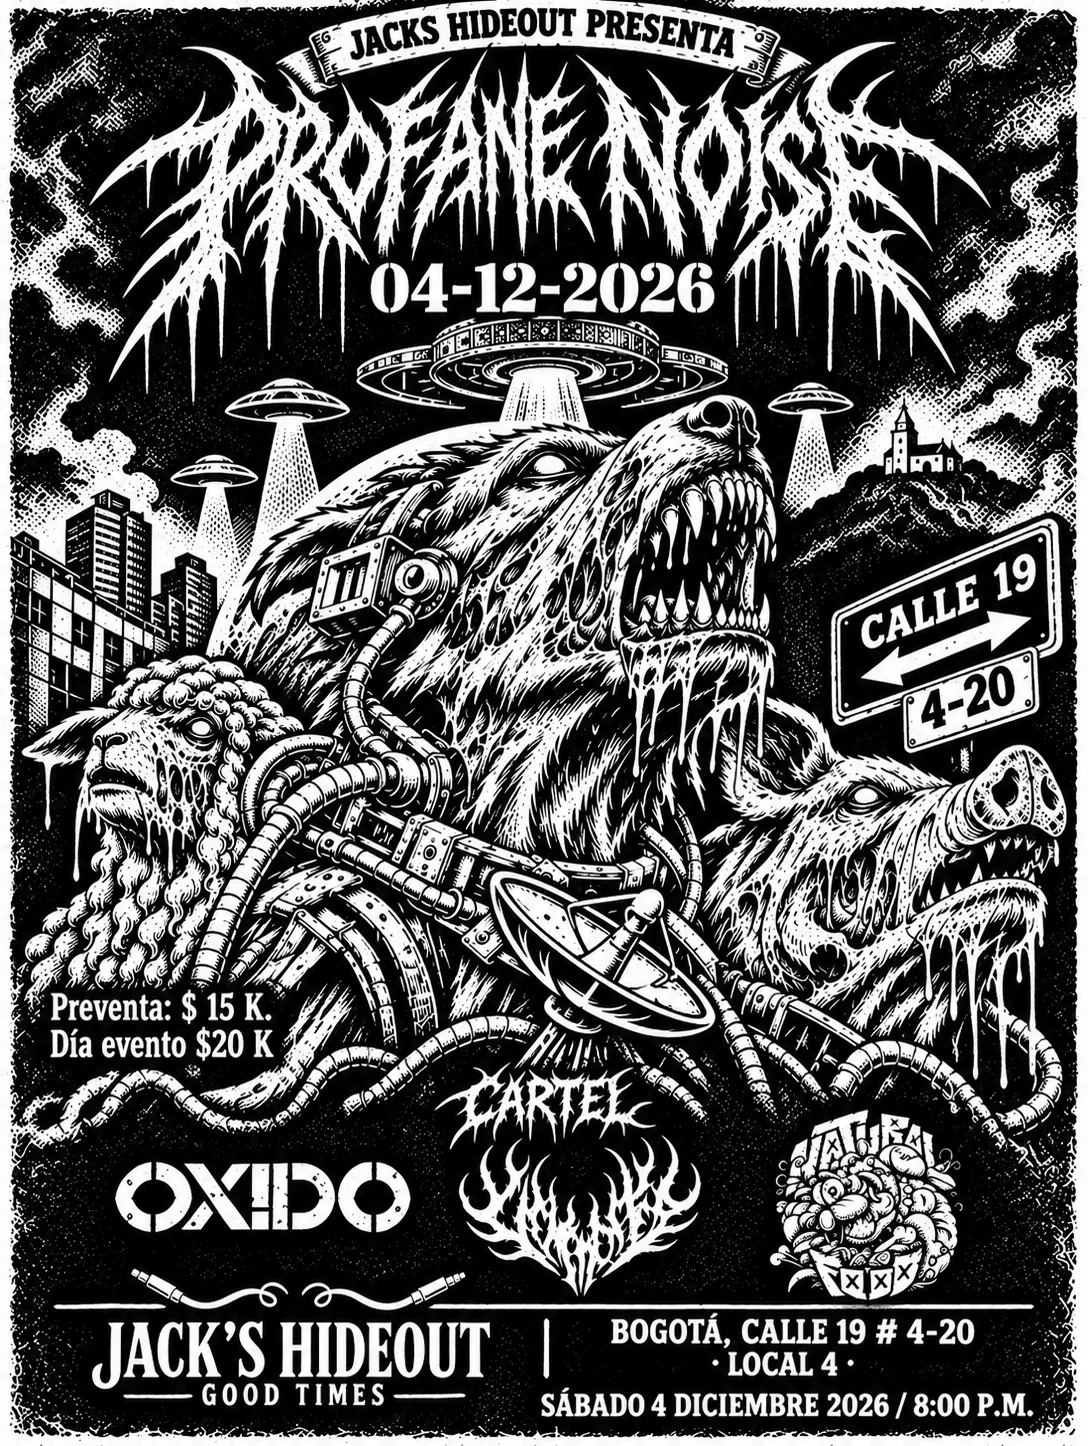 JACKS HIDEOUT PRESENTA
PROFANE NOISE
04-12-2026
CALLE 19
4-20
Preventa: $ 15 K.
Día evento $20 K
CARTEL
OXIDO
XXX
JACK'S HIDEOUT
GOOD TIMES
BOGOTÁ, CALLE 19 # 4-20
· LOCAL 4 ·
SÁBADO 4 DICIEMBRE 2026 / 8:00 P.M.